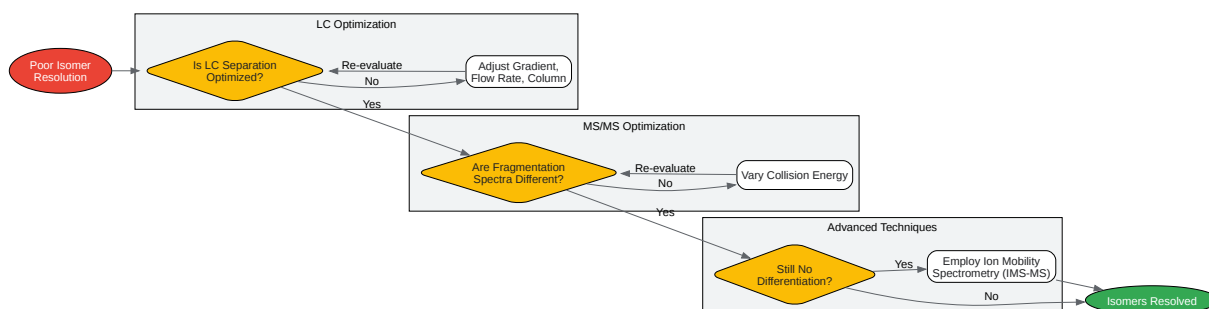 LC Optimization
Poor Isomer
Resolution
Is LC Separation
Optimized?
Re-evaluate
No
Adjust Gradient,
Flow Rate, Column
Yes
MS/MS Optimization
Are Fragmentation
Spectra Different?
Re-evaluate
No
Vary Collision Energy
Yes
Advanced Techniques
Still No
Differentiation?
Yes
Employ Ion Mobility
Spectrometry (IMS-MS)
No
Isomers Resolved